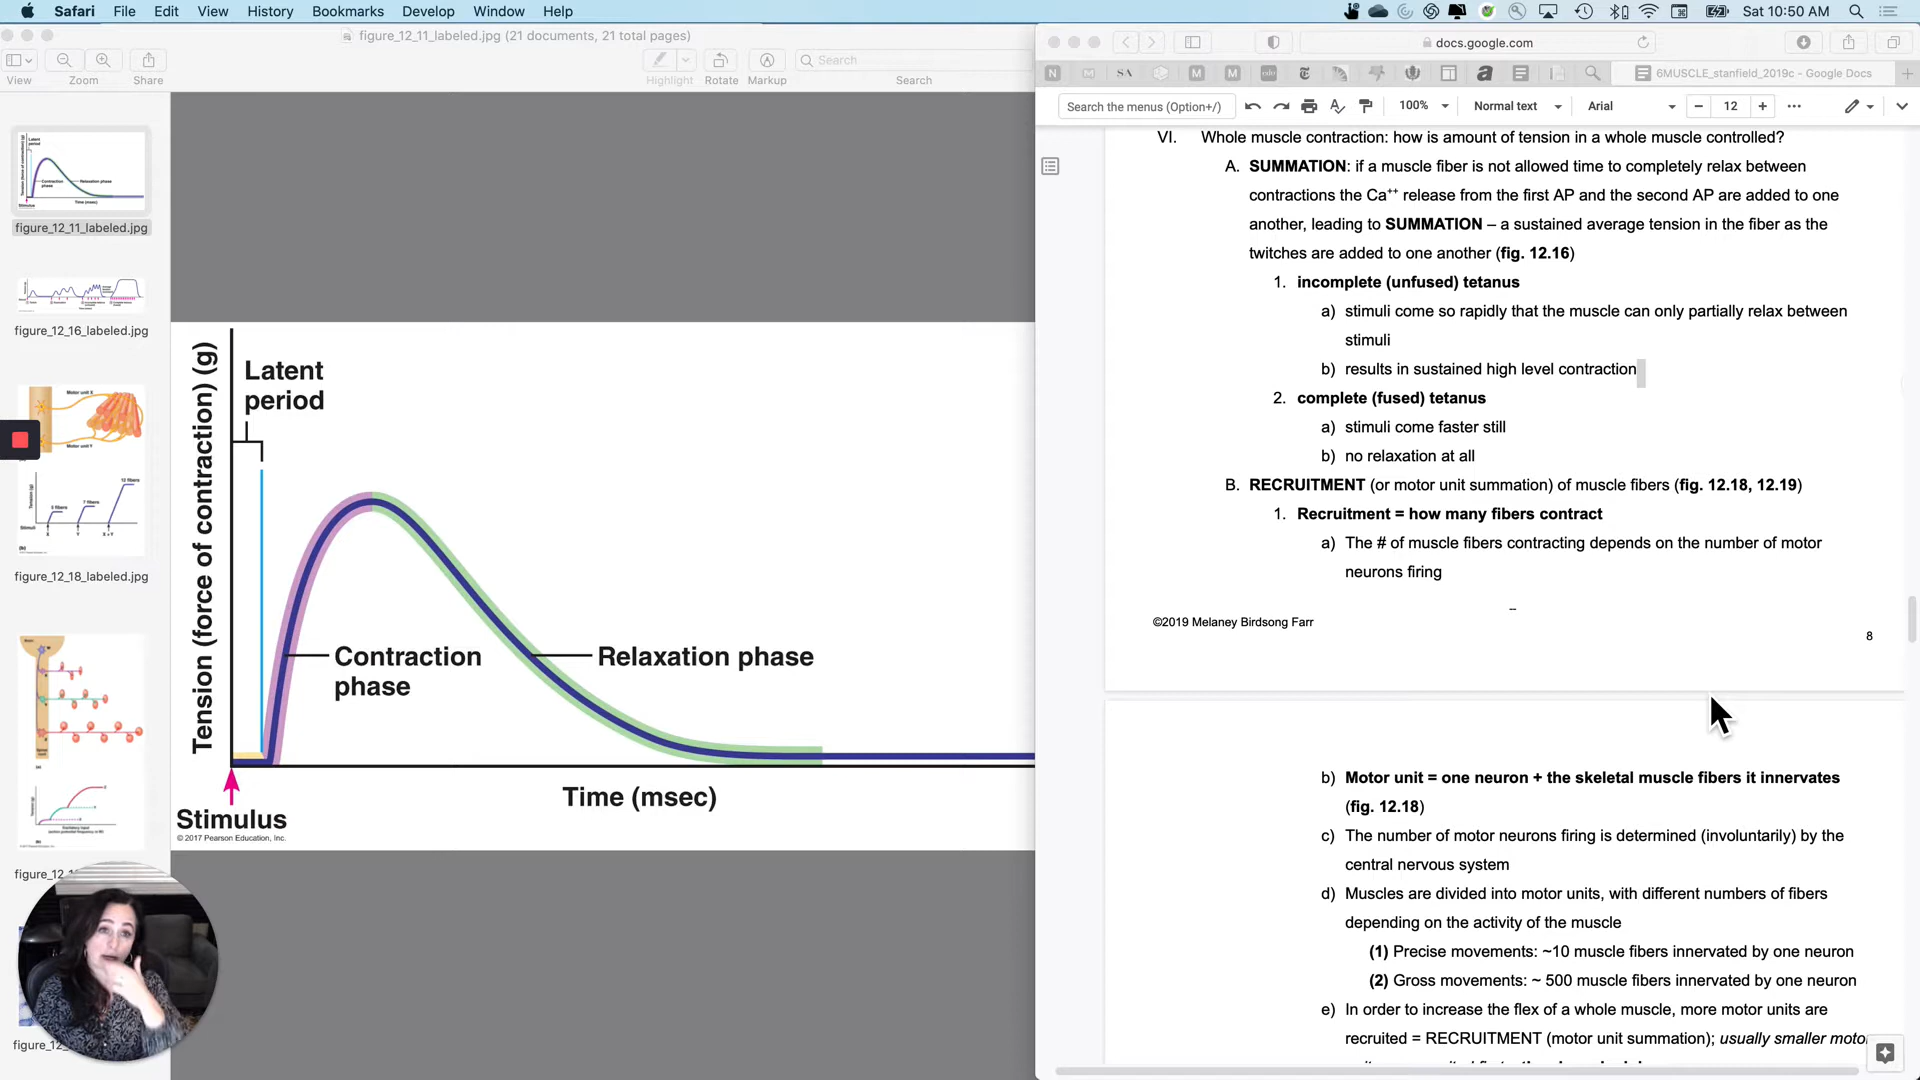 Safari File Edit View History Bookmarks Develop Window Help
Sat 10:50 AM
figure_12_11_labeled.jpg (21 documents, 21 total pages)
View
Zoom
Share
Highlight
Rotate
Markup
Search
Search
figure_12_11_labeled.jpg
figure_12_16_labeled.jpg
figure_12_18_labeled.jpg
figure_12_
figure_12_
Tension (force of contraction) (g)
Latent
period
Contraction
phase
Relaxation phase
Time (msec)
Stimulus
© 2017 Pearson Education, Inc.
docs.google.com
6MUSCLE_stanfield_2019c - Google Docs
Search the menus (Option+/)
100%
Normal text
Arial
12
VI. Whole muscle contraction: how is amount of tension in a whole muscle controlled?
A. SUMMATION: if a muscle fiber is not allowed time to completely relax between
contractions the Ca⁺⁺ release from the first AP and the second AP are added to one
another, leading to SUMMATION – a sustained average tension in the fiber as the
twitches are added to one another (fig. 12.16)
1. incomplete (unfused) tetanus
a) stimuli come so rapidly that the muscle can only partially relax between
stimuli
b) results in sustained high level contraction
2. complete (fused) tetanus
a) stimuli come faster still
b) no relaxation at all
B. RECRUITMENT (or motor unit summation) of muscle fibers (fig. 12.18, 12.19)
1. Recruitment = how many fibers contract
a) The # of muscle fibers contracting depends on the number of motor
neurons firing
©2019 Melaney Birdsong Farr
8
b) Motor unit = one neuron + the skeletal muscle fibers it innervates
(fig. 12.18)
c) The number of motor neurons firing is determined (involuntarily) by the
central nervous system
d) Muscles are divided into motor units, with different numbers of fibers
depending on the activity of the muscle
(1) Precise movements: ~10 muscle fibers innervated by one neuron
(2) Gross movements: ~ 500 muscle fibers innervated by one neuron
e) In order to increase the flex of a whole muscle, more motor units are
recruited = RECRUITMENT (motor unit summation); usually smaller moto